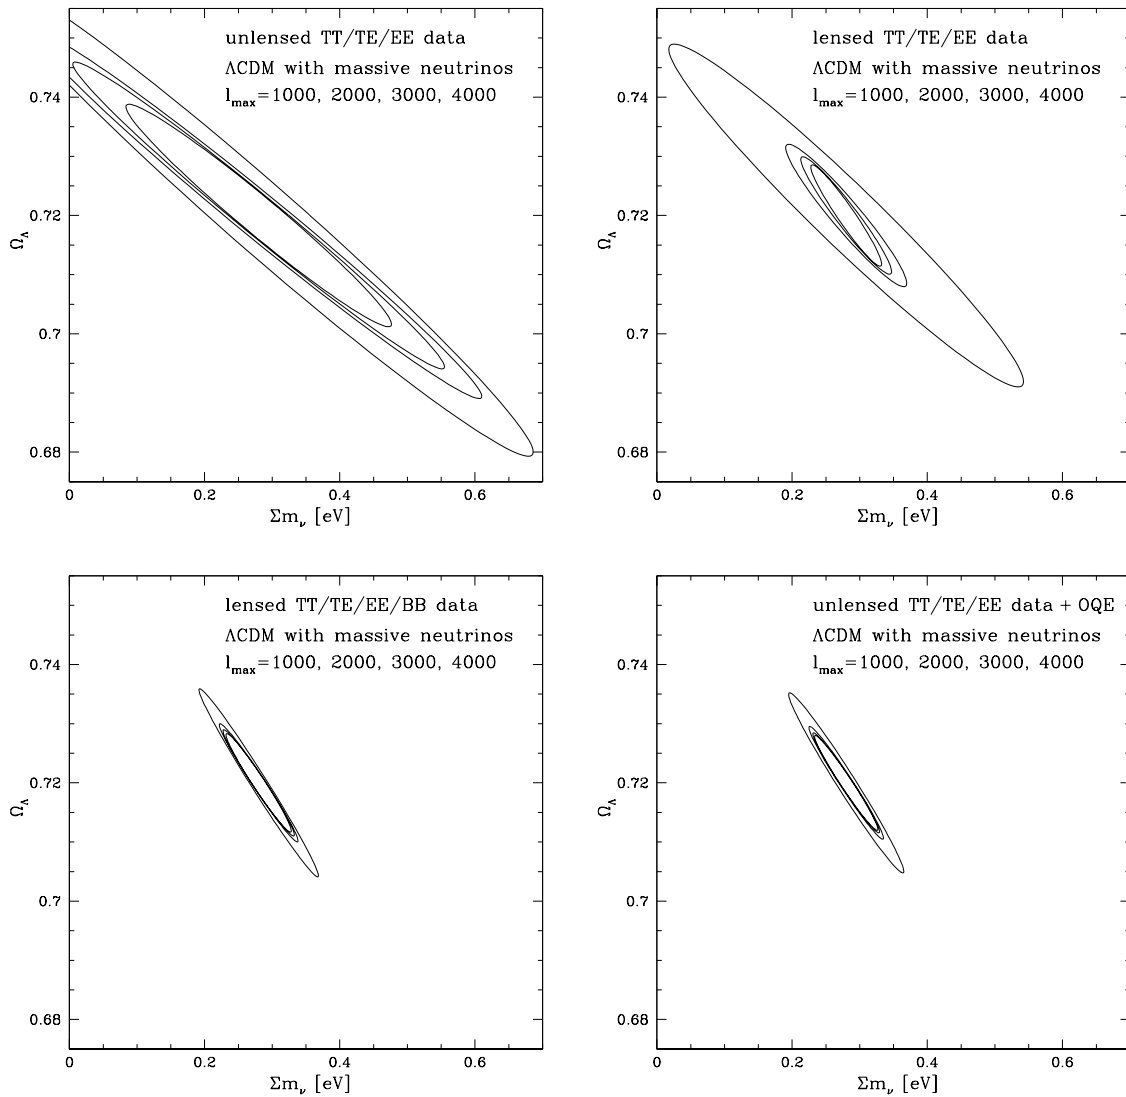 unlensed TT/TE/EE data
ΛCDM with massive neutrinos
l_max=1000, 2000, 3000, 4000
0.74
0.72
0.7
0.68
Ω_Λ
0 0.2 0.4 0.6
Σm_ν [eV]
lensed TT/TE/EE data
ΛCDM with massive neutrinos
l_max=1000, 2000, 3000, 4000
0.74
0.72
0.7
0.68
Ω_Λ
0 0.2 0.4 0.6
Σm_ν [eV]
lensed TT/TE/EE/BB data
ΛCDM with massive neutrinos
l_max=1000, 2000, 3000, 4000
0.74
0.72
0.7
0.68
Ω_Λ
0 0.2 0.4 0.6
Σm_ν [eV]
unlensed TT/TE/EE data + OQE
ΛCDM with massive neutrinos
l_max=1000, 2000, 3000, 4000
0.74
0.72
0.7
0.68
Ω_Λ
0 0.2 0.4 0.6
Σm_ν [eV]